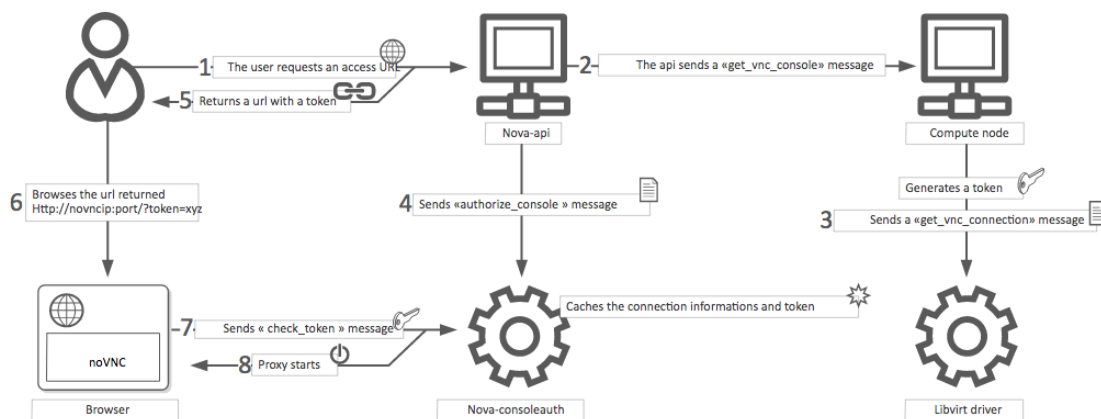 1 The user requests an access URL
2 The api sends a «get_vnc_console» message
5 Returns a url with a token
Nova-api
Compute node
6 Browses the url returned
Http://novncip:port/?token=xyz
4 Sends «authorize_console » message
Generates a token
3 Sends a «get_vnc_connection» message
Caches the connection informations and token
7 Sends « check_token » message
noVNC
8 Proxy starts
Browser
Nova-consoleauth
Libvirt driver